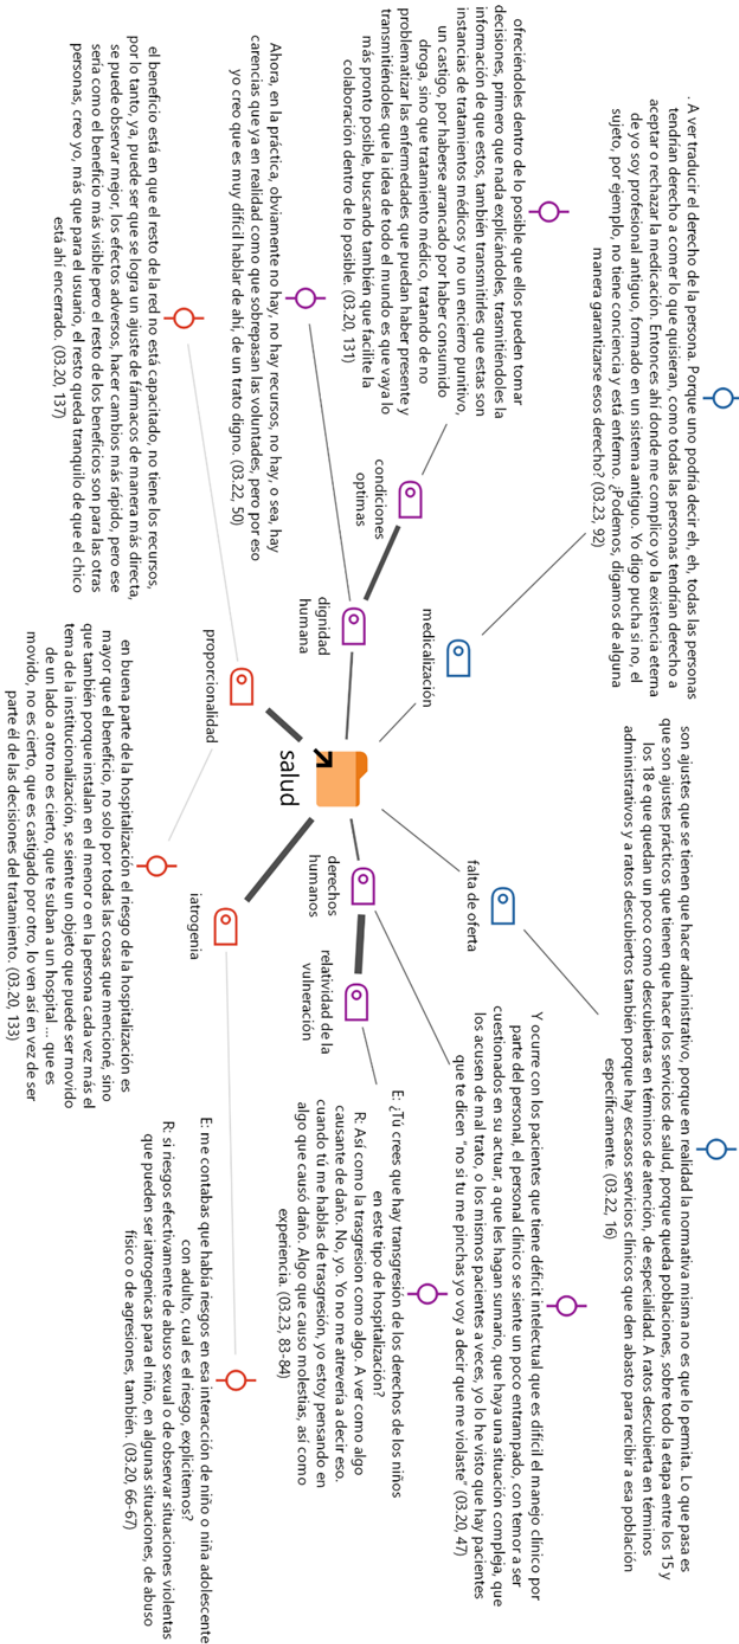 . A ver traducir el derecho de la persona. Porque uno podría decir eh, eh, todas las personas
tendrían derecho a comer lo que quisieran, como todas las personas tendrían derecho a
aceptar o rechazar la medicación. Entonces ahí donde me complico yo la existencia eterna
de yo soy profesional antiguo, formado en un sistema antiguo. Yo digo pucha si no, el
sujeto, por ejemplo, no tiene conciencia y está enfermo. ¿Podemos, digamos de alguna
manera garantizarse esos derecho? (03.23, 92)
son ajustes que se tienen que hacer administrativo, porque en realidad la normativa misma no es que lo permita. Lo que pasa es
que son ajustes prácticos que tienen que hacer los servicios de salud, porque queda poblaciones, sobre todo la etapa entre los 15 y
los 18 e que quedan un poco como descubiertas en términos de atención, de especialidad. A ratos descubierta en términos
administrativos y a ratos descubiertos también porque hay escasos servicios clínicos que den abasto para recibir a esa población
específicamente. (03.22, 16)
ofreciéndoles dentro de lo posible que ellos pueden tomar
decisiones, primero que nada explicándoles, trasmitiéndoles la
información de que estos, también transmitirles que estas son
instancias de tratamientos médicos y no un encierro punitivo,
un castigo, por haberse arrancado por haber consumido
droga, sino que tratamiento médico, tratando de no
problematizar las enfermedades que puedan haber presente y
transmitiéndoles que la idea de todo el mundo es que vaya lo
más pronto posible, buscando también que facilite la
colaboración dentro de lo posible. (03.20, 131)
condiciones
optimas
medicalización
falta de oferta
Y ocurre con los pacientes que tiene déficit intelectual que es difícil el manejo clínico por
parte del personal, el personal clínico se siente un poco entrampado, con temor a ser
cuestionados en su actuar, a que les hagan sumario, que haya una situación compleja, que
los acusen de mal trato, o los mismos pacientes a veces, yo lo he visto que hay pacientes
que te dicen "no si tu me pinchas yo voy a decir que me violaste" (03.20, 47)
Ahora, en la práctica, obviamente no hay, no hay recursos, no hay, o sea, hay
carencias que ya en realidad como que sobrepasan las voluntades, pero por eso
yo creo que es muy difícil hablar de ahí, de un trato digno. (03.22, 50)
dignidad
humana
salud
derechos
humanos
relatividad de la
vulneración
E: ¿Tú crees que hay transgresión de los derechos de los niños
en este tipo de hospitalización?
R: Así como la trasgresion como algo. A ver como algo
causante de daño. No, yo. Yo no me atrevería a decir eso.
cuando tú me hablas de trasgresión, yo estoy pensando en
algo que causó daño. Algo que causo molestias, así como
experiencia. (03.23, 83-84)
el beneficio está en que el resto de la red no está capacitado, no tiene los recursos,
por lo tanto, ya, puede ser que se logra un ajuste de fármacos de manera más directa,
se puede observar mejor, los efectos adversos, hacer cambios más rápido, pero ese
sería como el beneficio más visible pero el resto de los beneficios son para las otras
personas, creo yo, más que para el usuario, el resto queda tranquilo de que el chico
está ahí encerrado. (03.20, 137)
proporcionalidad
iatrogenia
en buena parte de la hospitalización el riesgo de la hospitalización es
mayor que el beneficio, no solo por todas las cosas que mencioné, sino
que también porque instalan en el menor o en la persona cada vez más el
tema de la institucionalización, se siente un objeto que puede ser movido
de un lado a otro no es cierto, que te suban a un hospital ... que es
movido, no es cierto, que es castigado por otro, lo ven así en vez de ser
parte él de las decisiones del tratamiento. (03.20, 133)
E: me contabas que había riesgos en esa interacción de niño o niña adolescente
con adulto, cual es el riesgo, explicitemos?
R: si riesgos efectivamente de abuso sexual o de observar situaciones violentas
que pueden ser iatrogenicas para el niño, en algunas situaciones, de abuso
físico o de agresiones, también. (03.20, 66-67)